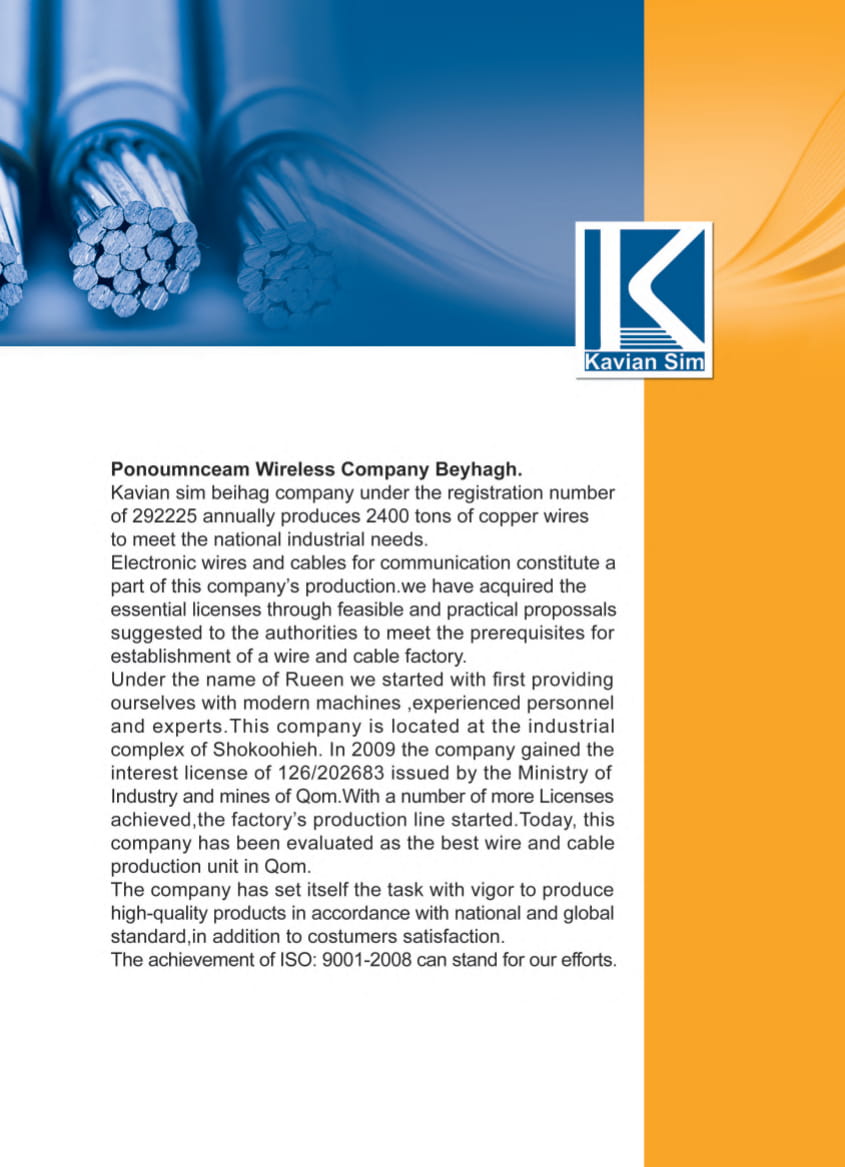 Kavian Sim
Ponoumnceam Wireless Company Beyhagh.
Kavian sim beihag company under the registration number
of 292225 annually produces 2400 tons of copper wires
to meet the national industrial needs.
Electronic wires and cables for communication constitute a
part of this company’s production.we have acquired the
essential licenses through feasible and practical propossals
suggested to the authorities to meet the prerequisites for
establishment of a wire and cable factory.
Under the name of Rueen we started with first providing
ourselves with modern machines ,experienced personnel
and experts.This company is located at the industrial
complex of Shokoohieh. In 2009 the company gained the
interest license of 126/202683 issued by the Ministry of
Industry and mines of Qom.With a number of more Licenses
achieved,the factory’s production line started.Today, this
company has been evaluated as the best wire and cable
production unit in Qom.
The company has set itself the task with vigor to produce
high-quality products in accordance with national and global
standard,in addition to costumers satisfaction.
The achievement of ISO: 9001-2008 can stand for our efforts.